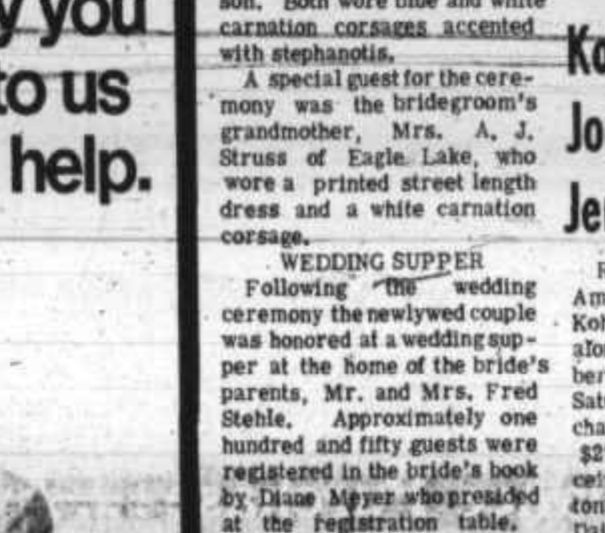 y you
to us
help.
son. Both wore blue and white
carnation corsages accented
with stephanotis.
A special guest for the cere-
mony was the bridegroom's
grandmother, Mrs. A. J.
Struss of Eagle Lake, who
wore a printed street length
dress and a white carnation
corsage.
WEDDING SUPPER
Following the wedding
ceremony the newlywed couple
was honored at a wedding sup-
per at the home of the bride's
parents, Mr. and Mrs. Fred
Stehle. Approximately one
hundred and fifty guests were
registered in the bride's book
by Diane Meyer who presided
at the registration table.
Ko
Jo
Je
F
Am
Koh
alo
ber
Sat
cha
$2
cei
ton